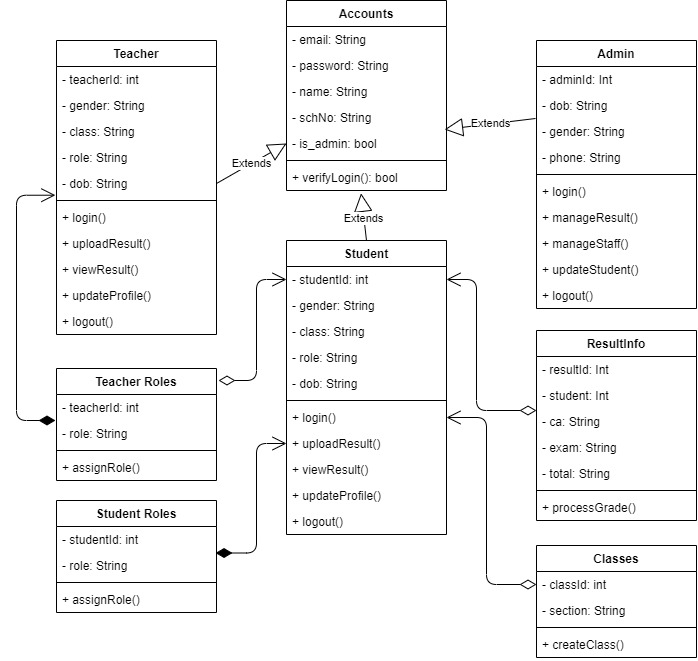 Accounts
- email: String
- password: String
- name: String
- schNo: String
- is_admin: bool
+ verifyLogin(): bool
Teacher
- teacherId: int
- gender: String
- class: String
- role: String
- dob: String
+ login()
+ uploadResult()
+ viewResult()
+ updateProfile()
+ logout()
Extends
Extends
Extends
Admin
- adminId: Int
- dob: String
- gender: String
- phone: String
+ login()
+ manageResult()
+ manageStaff()
+ updateStudent()
+ logout()
Student
- studentId: int
- gender: String
- class: String
- role: String
- dob: String
+ login()
+ uploadResult()
+ viewResult()
+ updateProfile()
+ logout()
Teacher Roles
- teacherId: int
- role: String
+ assignRole()
Student Roles
- studentId: int
- role: String
+ assignRole()
ResultInfo
- resultId: Int
- student: Int
- ca: String
- exam: String
- total: String
+ processGrade()
Classes
- classId: int
- section: String
+ createClass()